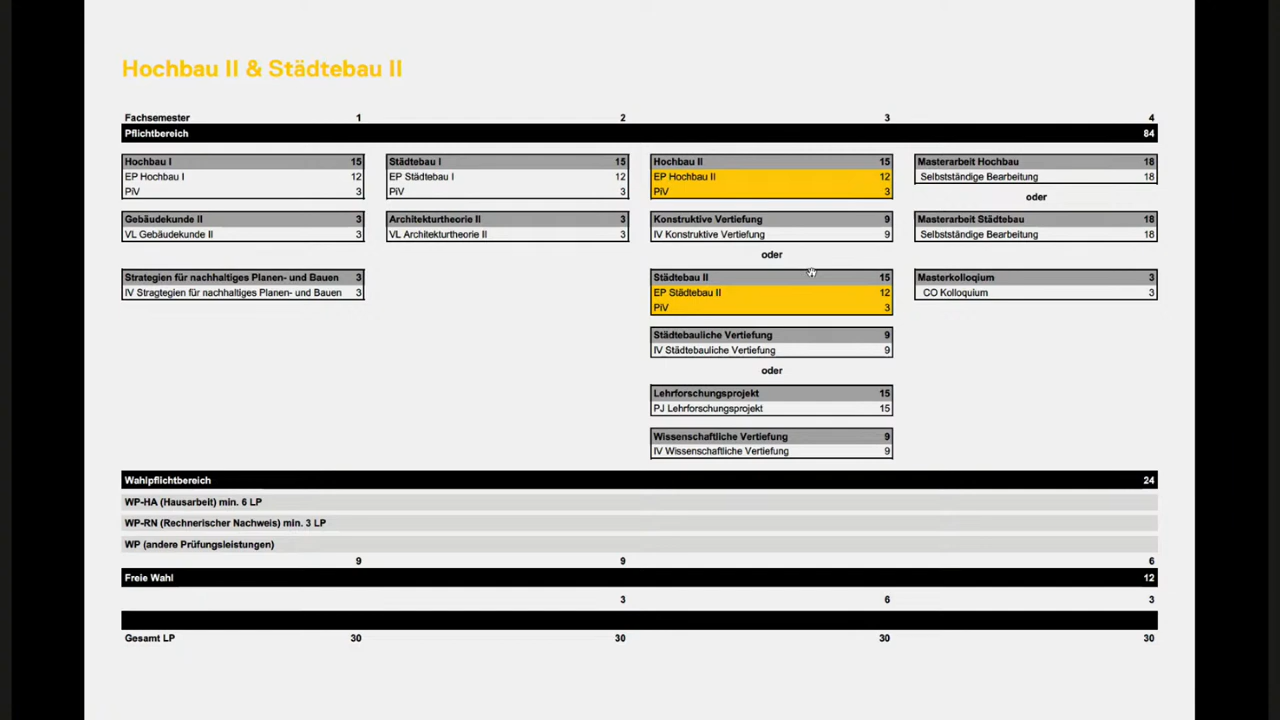 Hochbau II & Städtebau II
Fachsemester 1 2 3 4
Pflichtbereich 84
Hochbau I 15
EP Hochbau I 12
PiV 3
Gebäudekunde II 3
VL Gebäudekunde II 3
Strategien für nachhaltiges Planen- und Bauen 3
IV Stragtegien für nachhaltiges Planen- und Bauen 3
Städtebau I 15
EP Städtebau I 12
PiV 3
Architekturtheorie II 3
VL Architekturtheorie II 3
Hochbau II 15
EP Hochbau II 12
PiV 3
Konstruktive Vertiefung 9
IV Konstruktive Vertiefung 9
oder
Städtebau II 15
EP Städtebau II 12
PiV 3
Städtebauliche Vertiefung 9
IV Städtebauliche Vertiefung 9
oder
Lehrforschungsprojekt 15
PJ Lehrforschungsprojekt 15
Wissenschaftliche Vertiefung 9
IV Wissenschaftliche Vertiefung 9
Masterarbeit Hochbau 18
Selbstständige Bearbeitung 18
oder
Masterarbeit Städtebau 18
Selbstständige Bearbeitung 18
Masterkolloqium 3
CO Kolloquium 3
Wahlpflichtbereich 24
WP-HA (Hausarbeit) min. 6 LP
WP-RN (Rechnerischer Nachweis) min. 3 LP
WP (andere Prüfungsleistungen)
9 9 6
Freie Wahl 12
3 6 3
Gesamt LP 30 30 30 30